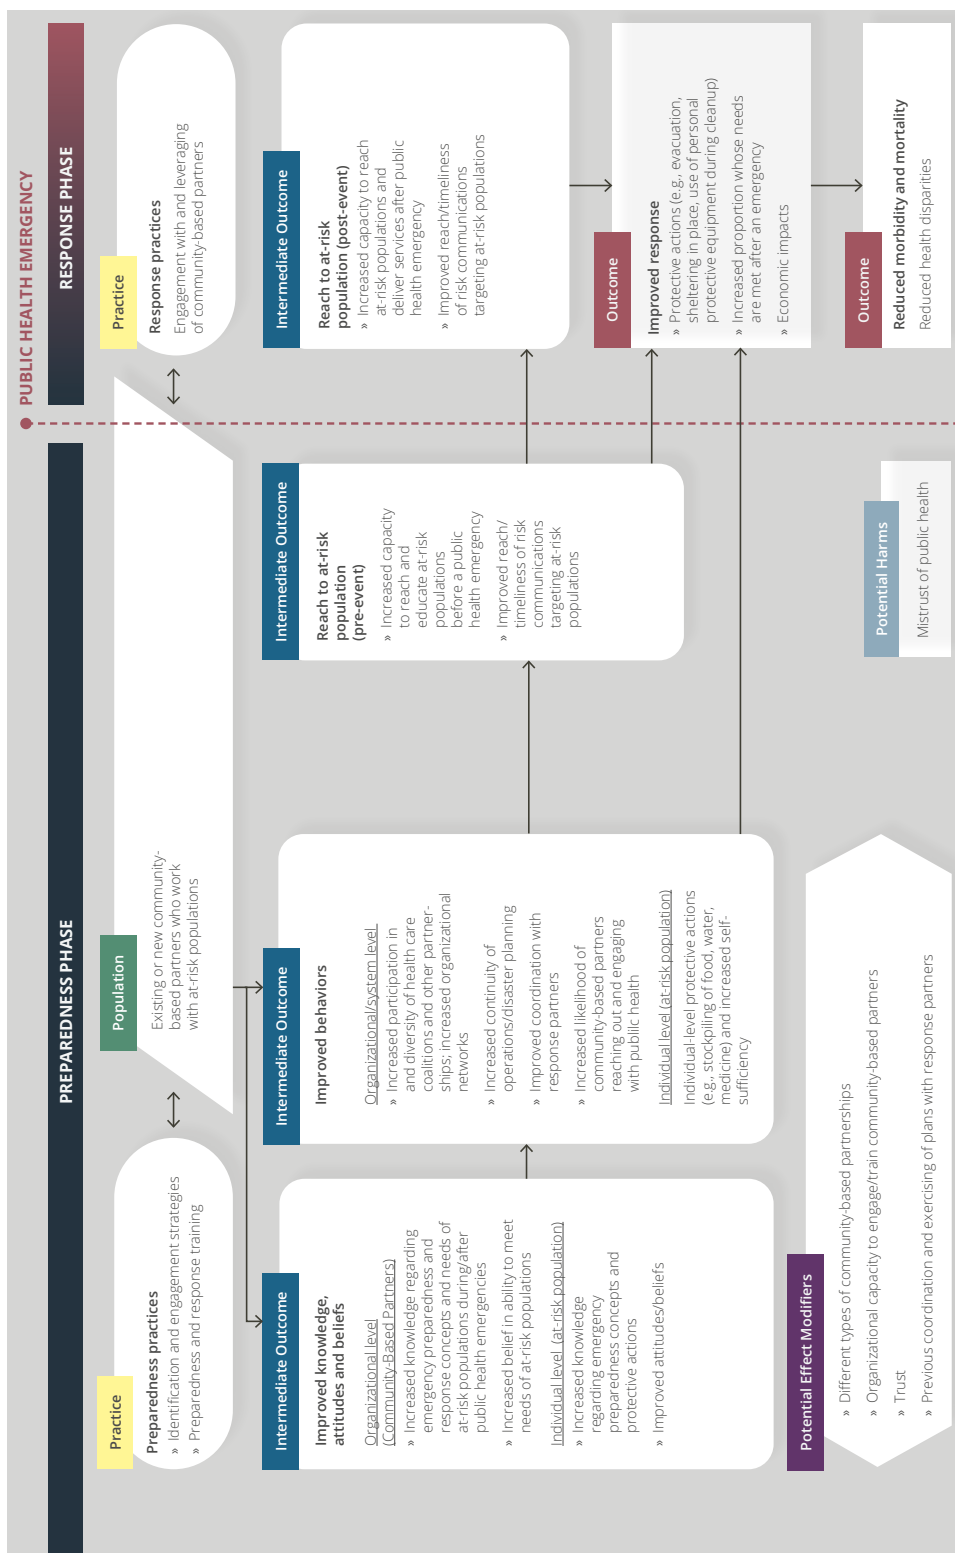 PUBLIC HEALTH EMERGENCY
PREPAREDNESS PHASE
RESPONSE PHASE
Practice
Preparedness practices
» Identification and engagement strategies
» Preparedness and response training
Population
Existing or new community-
based partners who work
with at-risk populations
Practice
Response practices
Engagement with and leveraging
of community-based partners
Intermediate Outcome
Improved knowledge,
attitudes and beliefs
Organizational level
(Community-Based Partners)
» Increased knowledge regarding
emergency preparedness and
response concepts and needs of
at-risk populations during/after
public health emergencies
» Increased belief in ability to meet
needs of at-risk populations
Individual level (at-risk population)
» Increased knowledge
regarding emergency
preparedness concepts and
protective actions
» Improved attitudes/beliefs
Intermediate Outcome
Improved behaviors
Organizational/system level
» Increased participation in
and diversity of health care
coalitions and other partner-
ships; increased organizational
networks
» Increased continuity of
operations/disaster planning
» Improved coordination with
response partners
» Increased likelihood of
community-based partners
reaching out and engaging
with public health
Individual level (at-risk population)
Individual-level protective actions
(e.g., stockpiling of food, water,
medicine) and increased self-
sufficiency
Intermediate Outcome
Reach to at-risk
population
(pre-event)
» Increased capacity
to reach and
educate at-risk
populations
before a public
health emergency
» Improved reach/
timeliness of risk
communications
targeting at-risk
populations
Intermediate Outcome
Reach to at-risk
population (post-event)
» Increased capacity to reach
at-risk populations and
deliver services after public
health emergency
» Improved reach/timeliness
of risk communications
targeting at-risk populations
Outcome
Improved response
» Protective actions (e.g., evacuation,
sheltering in place, use of personal
protective equipment during cleanup)
» Increased proportion whose needs
are met after an emergency
» Economic impacts
Outcome
Reduced morbidity and mortality
Reduced health disparities
Potential Effect Modifiers
» Different types of community-based partnerships
» Organizational capacity to engage/train community-based partners
» Trust
» Previous coordination and exercising of plans with response partners
Potential Harms
Mistrust of public health